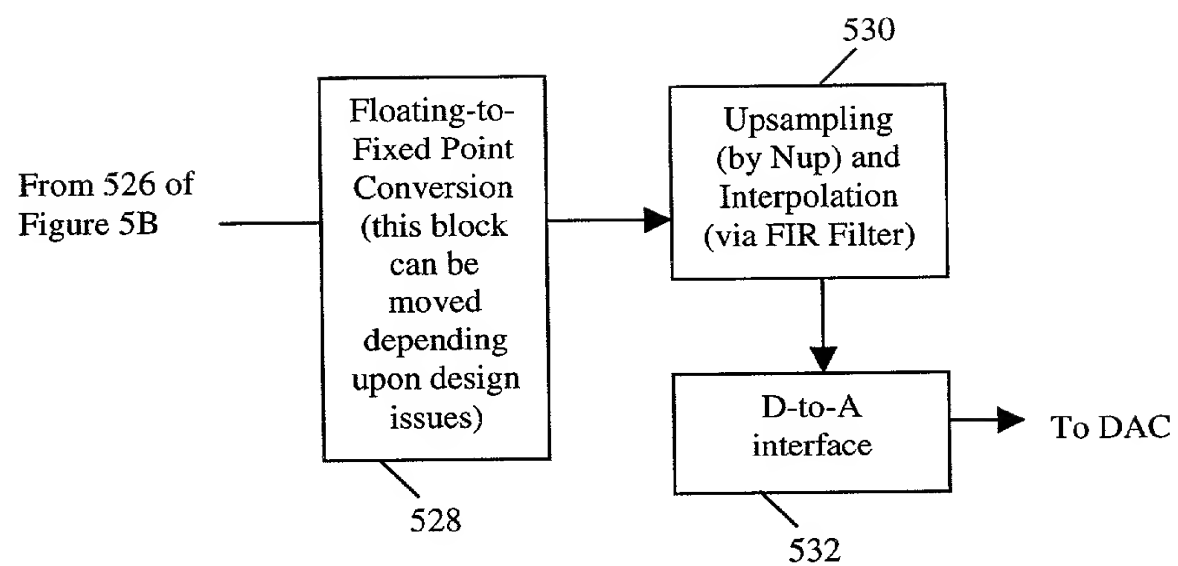 530
Floating-to-
Fixed Point
Conversion
(this block
can be
moved
depending
upon design
issues)
Upsampling
(by Nup) and
Interpolation
(via FIR Filter)
From 526 of
Figure 5B
D-to-A
interface
To DAC
528
532